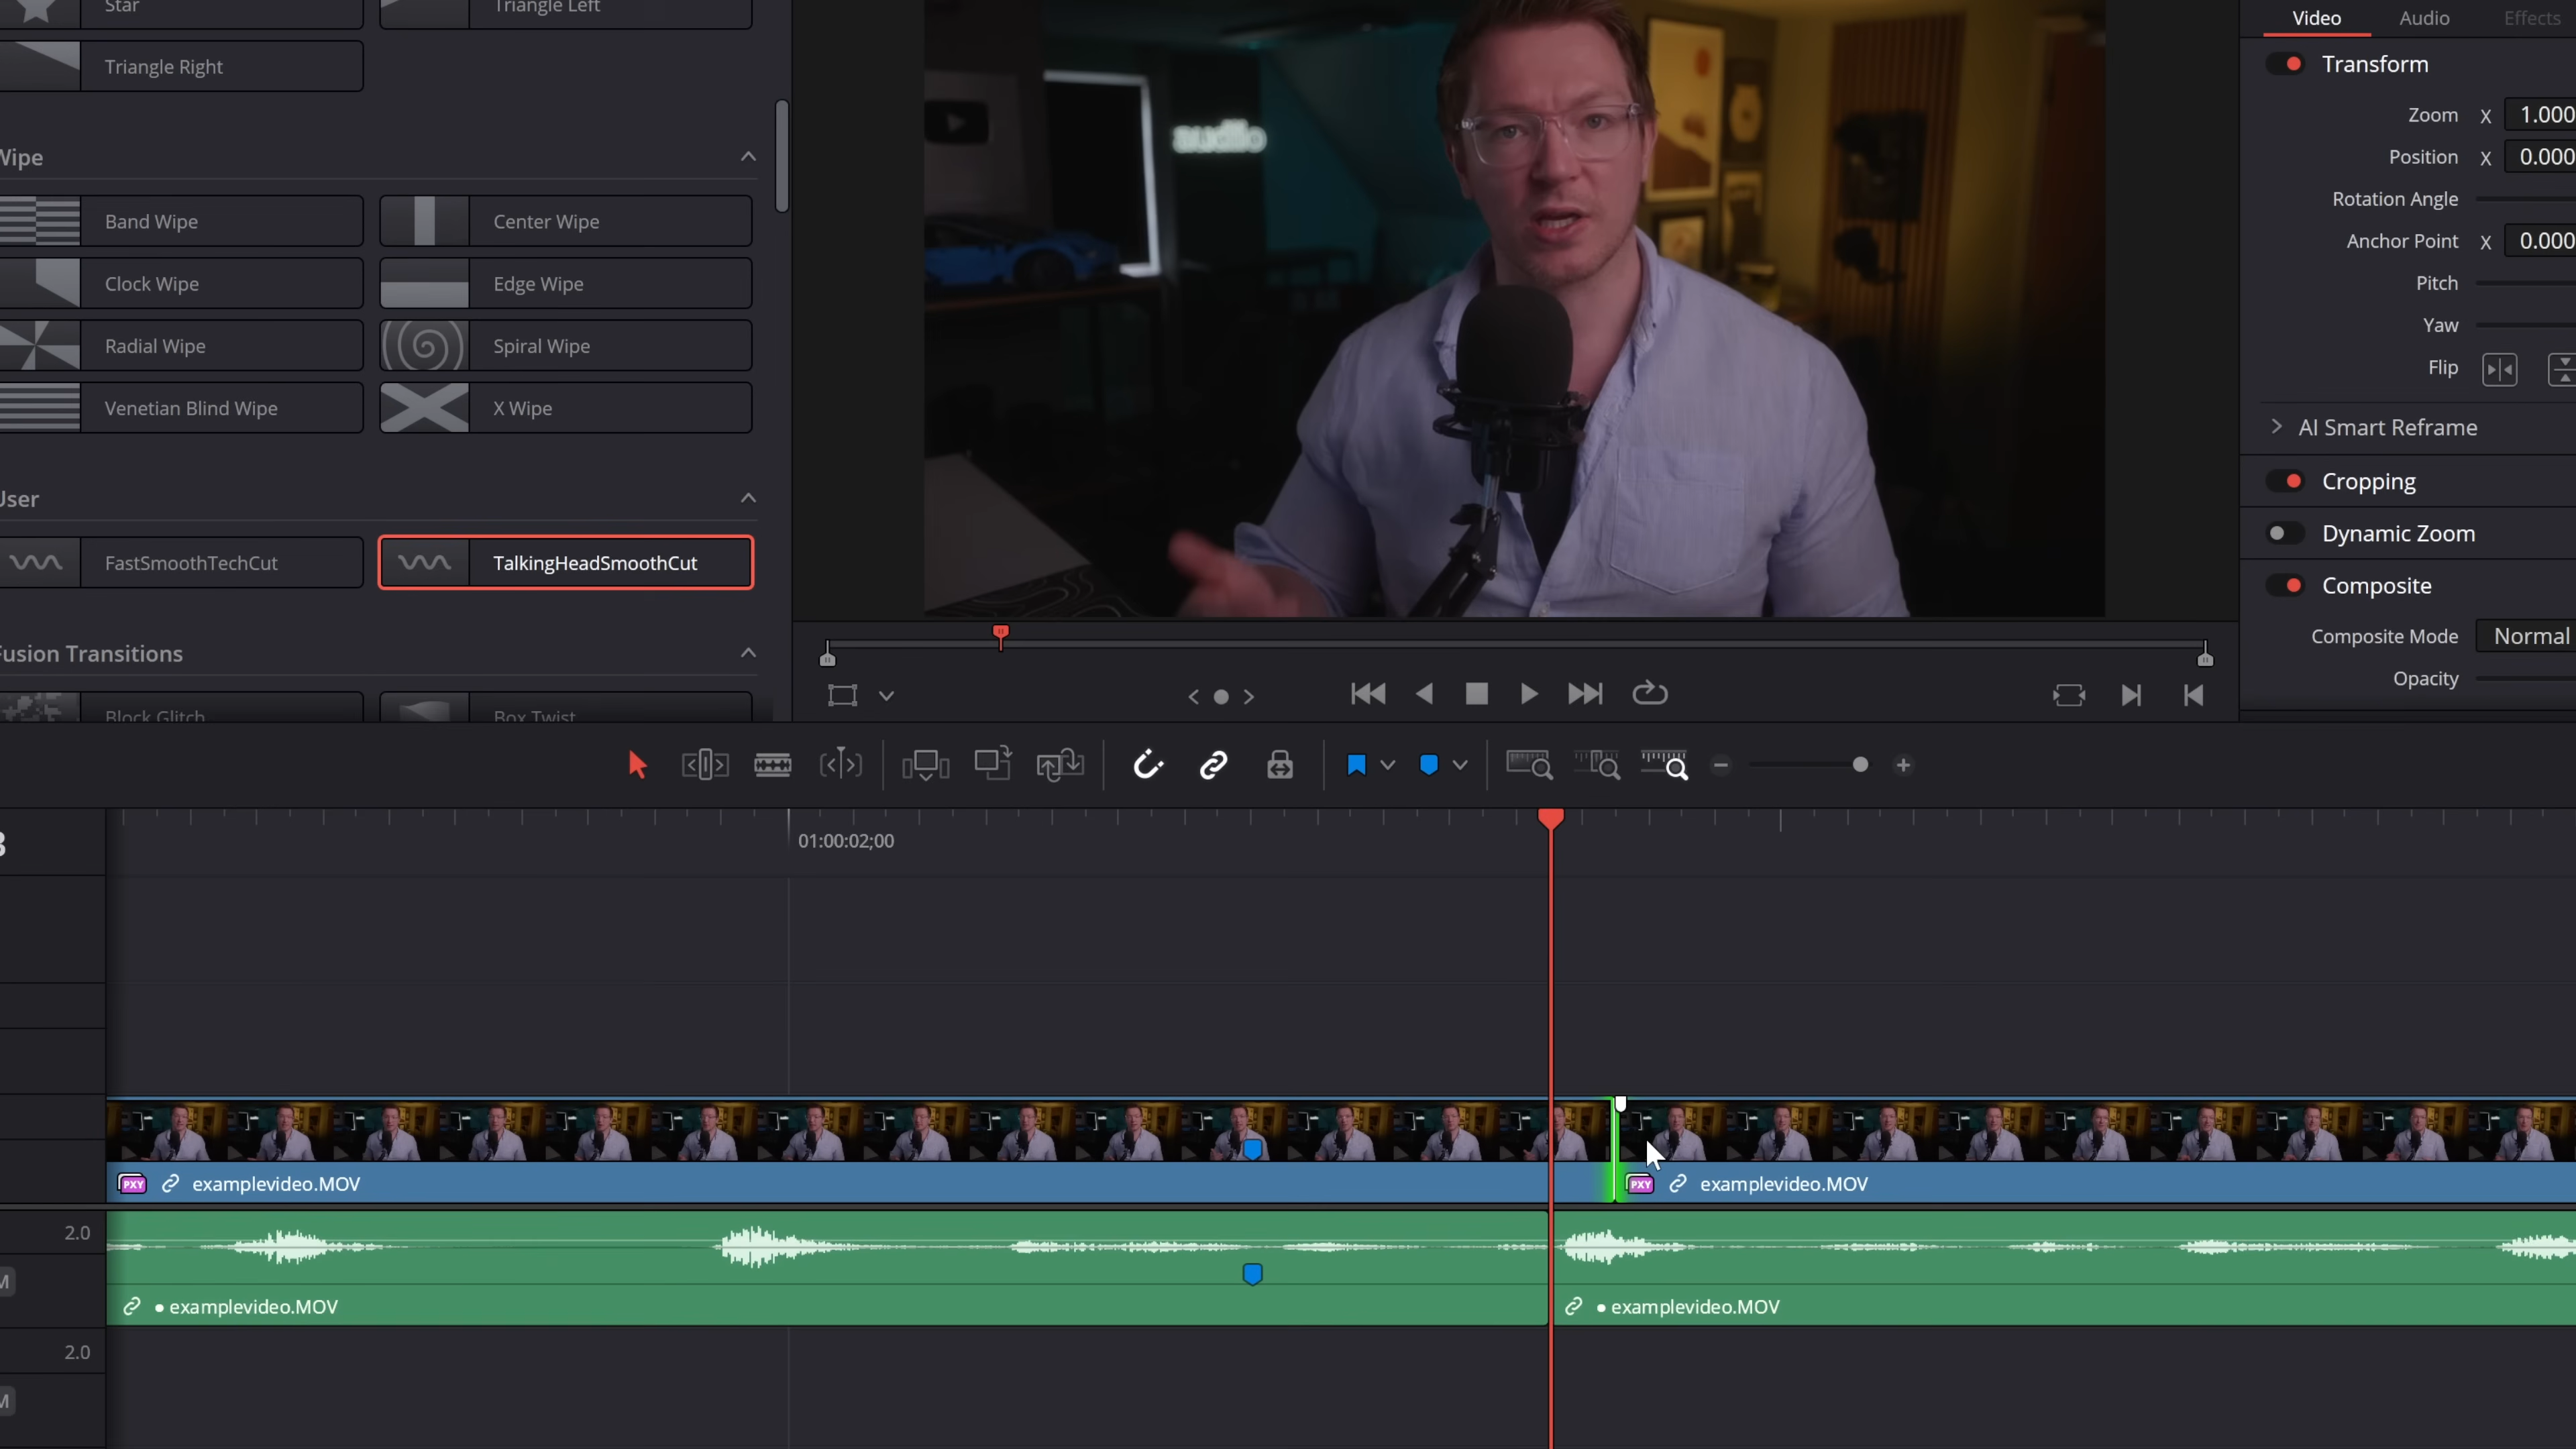 Star
Triangle Left
Video
Audio
Effects
Triangle Right
Transform
Zoom X 1.000
Position X 0.000
Wipe
audiio
Rotation Angle
Band Wipe
Center Wipe
Anchor Point X 0.000
Clock Wipe
Edge Wipe
Pitch
Yaw
Radial Wipe
Spiral Wipe
Flip
Venetian Blind Wipe
X Wipe
AI Smart Reframe
Cropping
User
Dynamic Zoom
FastSmoothTechCut
TalkingHeadSmoothCut
Composite
Composite Mode Normal
Fusion Transitions
Opacity
Block Glitch
Box Twist
01:00:02;00
PXY examplevideo.MOV
PXY examplevideo.MOV
2.0
M
• examplevideo.MOV
• examplevideo.MOV
2.0
M